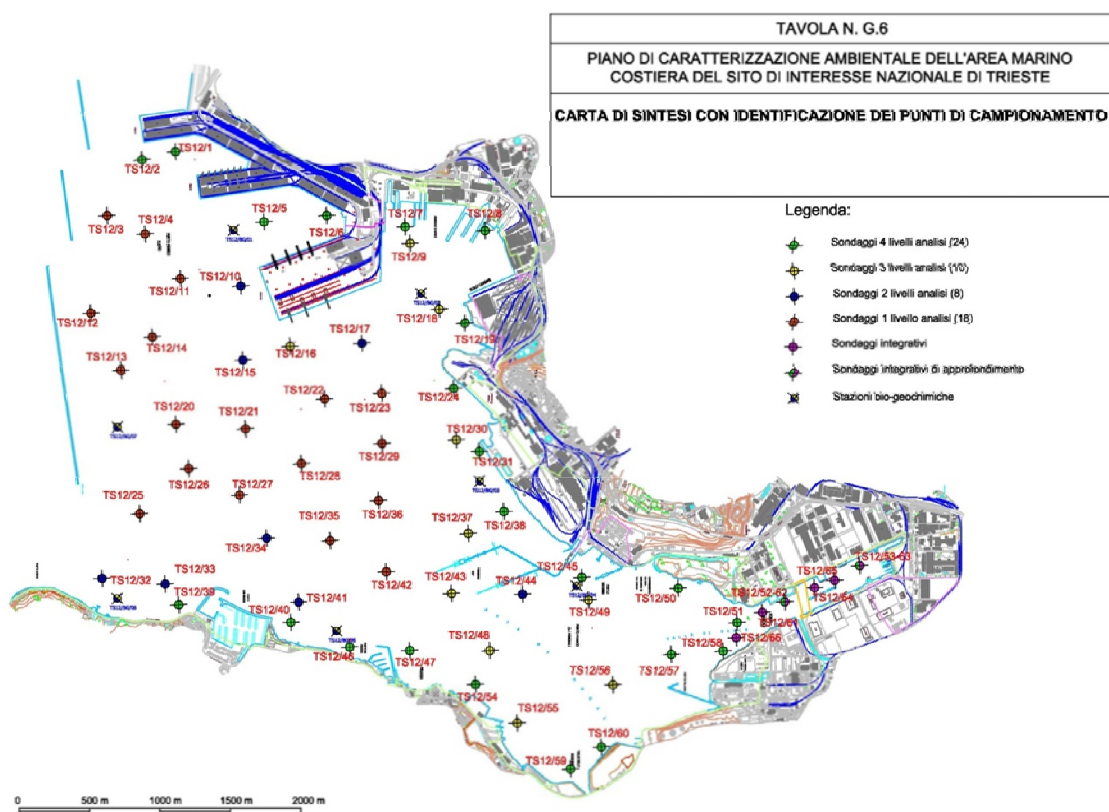 TAVOLA N. G.6
PIANO DI CARATTERIZZAZIONE AMBIENTALE DELL'AREA MARINO
COSTIERA DEL SITO DI INTERESSE NAZIONALE DI TRIESTE
CARTA DI SINTESI CON IDENTIFICAZIONE DEI PUNTI DI CAMPIONAMENTO
Legenda:
Sondaggi 4 livelli analisi (24)
Sondaggi 3 livelli analisi (10)
Sondaggi 2 livelli analisi (8)
Sondaggi 1 livello analisi (18)
Sondaggi integrativi
Sondaggi integrativi di approfondimento
Stazioni bio-geochimiche
TS12/1
TS12/2
TS12/3
TS12/4
TS12/5
TS12/6
TS12/7
TS12/8
TS12/9
TS12/10
TS12/11
TS12/12
TS12/13
TS12/14
TS12/15
TS12/16
TS12/17
TS12/18
TS12/19
TS12/20
TS12/21
TS12/22
TS12/23
TS12/24
TS12/25
TS12/26
TS12/27
TS12/28
TS12/29
TS12/30
TS12/31
TS12/32
TS12/33
TS12/34
TS12/35
TS12/36
TS12/37
TS12/38
TS12/39
TS12/40
TS12/41
TS12/42
TS12/43
TS12/44
TS12/45
TS12/46
TS12/47
TS12/48
TS12/49
TS12/50
TS12/51
TS12/52-62
TS12/53-63
TS12/54
TS12/55
TS12/56
TS12/57
TS12/58
TS12/59
TS12/60
TS12/64
TS12/65
TS12/66
0 500 m 1000 m 1500 m 2000 m